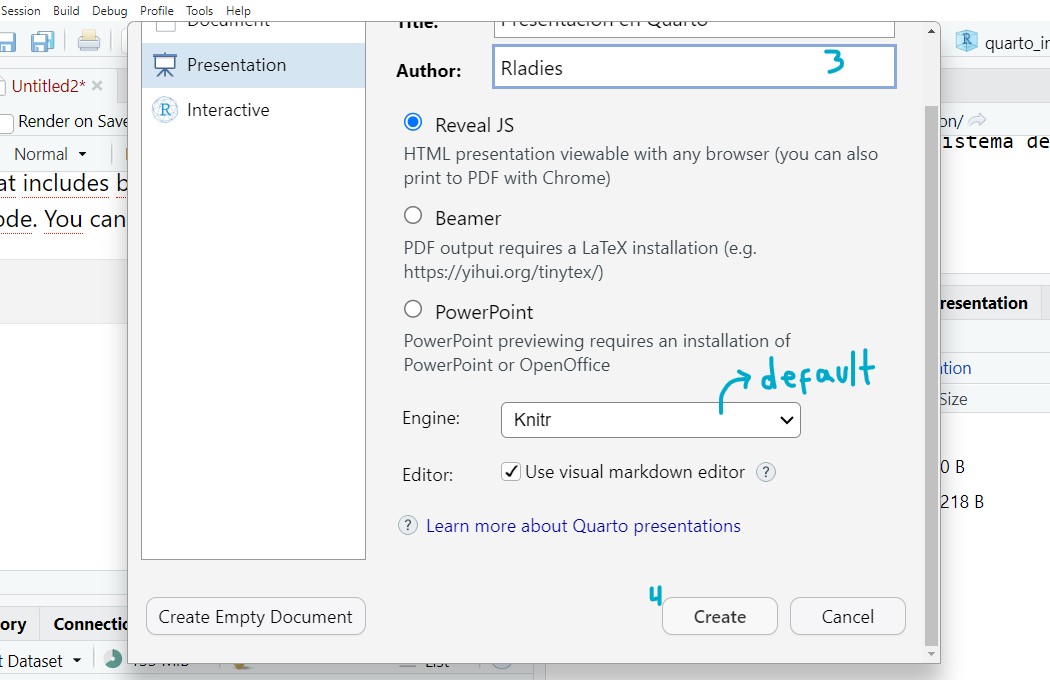 Session Build Debug Profile Tools Help
Document
Title: Presentación en Quarto
Presentation
Author: Rladies 3
Interactive
Untitled2*
Render on Save
Normal
at includes b
ode. You can
quarto_in
on/
istema de
Reveal JS
HTML presentation viewable with any browser (you can also
print to PDF with Chrome)
Beamer
PDF output requires a LaTeX installation (e.g.
https://yihui.org/tinytex/)
PowerPoint
PowerPoint previewing requires an installation of
PowerPoint or OpenOffice
default
Engine: Knitr
Editor: Use visual markdown editor ?
? Learn more about Quarto presentations
resentation
ation
Size
0 B
218 B
4
Create Empty Document Create Cancel
ory Connectio
t Dataset
List